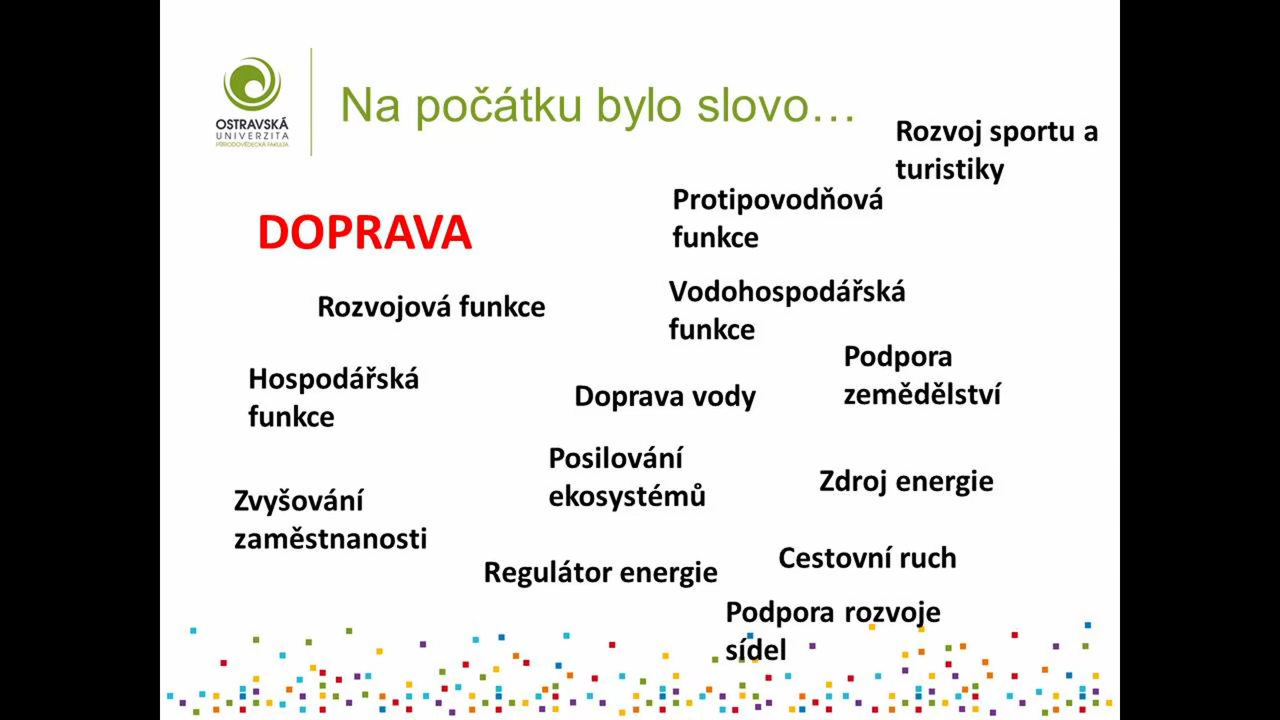 OSTRAVSKÁ
UNIVERZITA
PŘÍRODOVĚDECKÁ FAKULTA
Na počátku bylo slovo…
Rozvoj sportu a
turistiky
Protipovodňová
funkce
DOPRAVA
Rozvojová funkce
Vodohospodářská
funkce
Podpora
zemědělství
Hospodářská
funkce
Doprava vody
Posilování
ekosystémů
Zdroj energie
Zvyšování
zaměstnanosti
Cestovní ruch
Regulátor energie
Podpora rozvoje
sídel